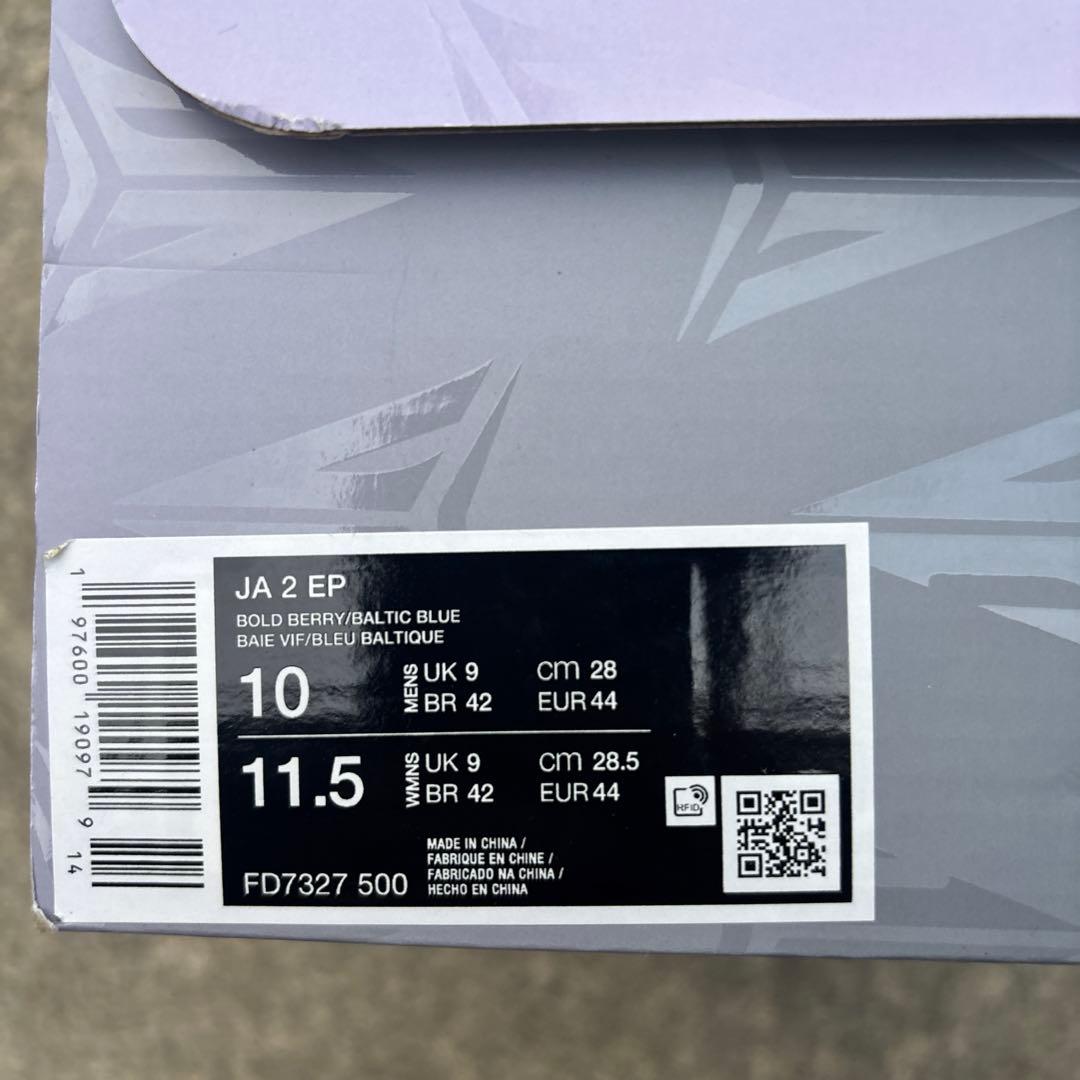 JA 2 EP
BOLD BERRY/BALTIC BLUE
BAIE VIF/BLEU BALTIQUE
10 MENS UK 9 cm 28
BR 42 EUR 44
11.5 WMNS UK 9 cm 28.5
BR 42 EUR 44
RFID
FD7327 500
MADE IN CHINA /
FABRIQUE EN CHINE /
FABRICADO NA CHINA /
HECHO EN CHINA
1 97600 19097 9 14